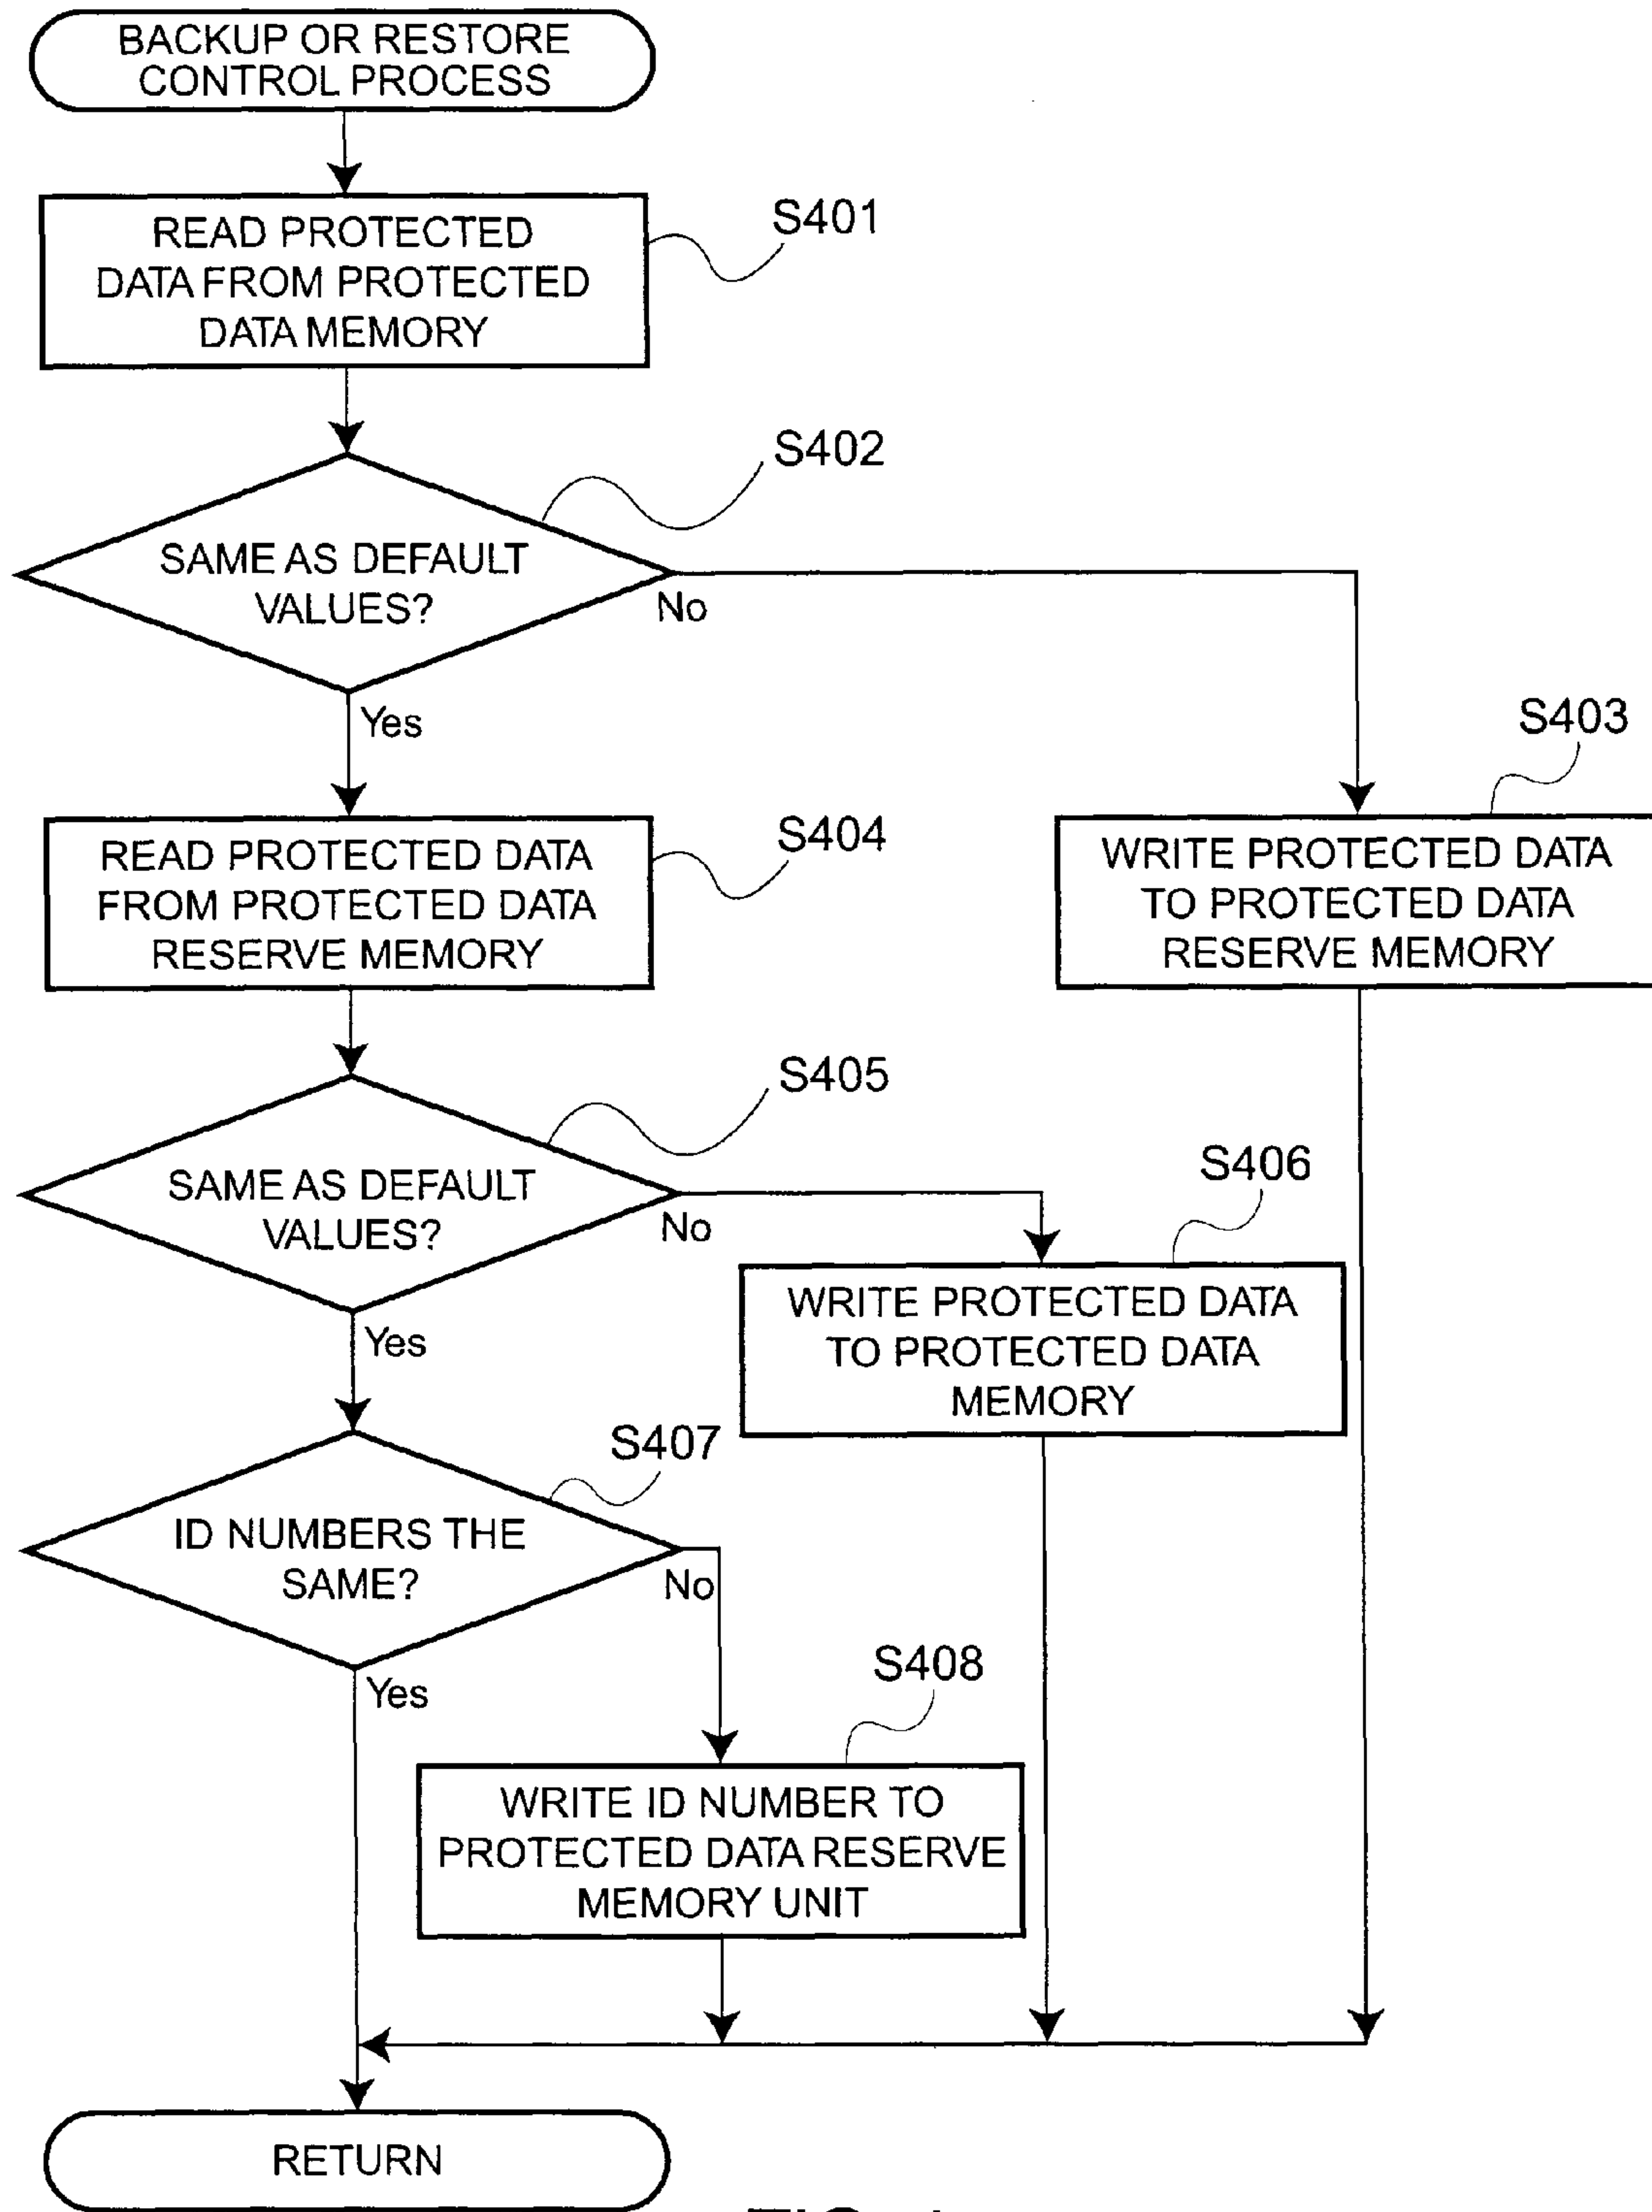 BACKUP OR RESTORE
CONTROL PROCESS
S401
READ PROTECTED
DATA FROM PROTECTED
DATA MEMORY
S402
SAME AS DEFAULT
VALUES?
No
Yes
S403
S404
READ PROTECTED DATA
FROM PROTECTED DATA
RESERVE MEMORY
WRITE PROTECTED DATA
TO PROTECTED DATA
RESERVE MEMORY
S405
SAME AS DEFAULT
VALUES?
No
Yes
S406
WRITE PROTECTED DATA
TO PROTECTED DATA
MEMORY
S407
ID NUMBERS THE
SAME?
No
Yes
S408
WRITE ID NUMBER TO
PROTECTED DATA RESERVE
MEMORY UNIT
RETURN